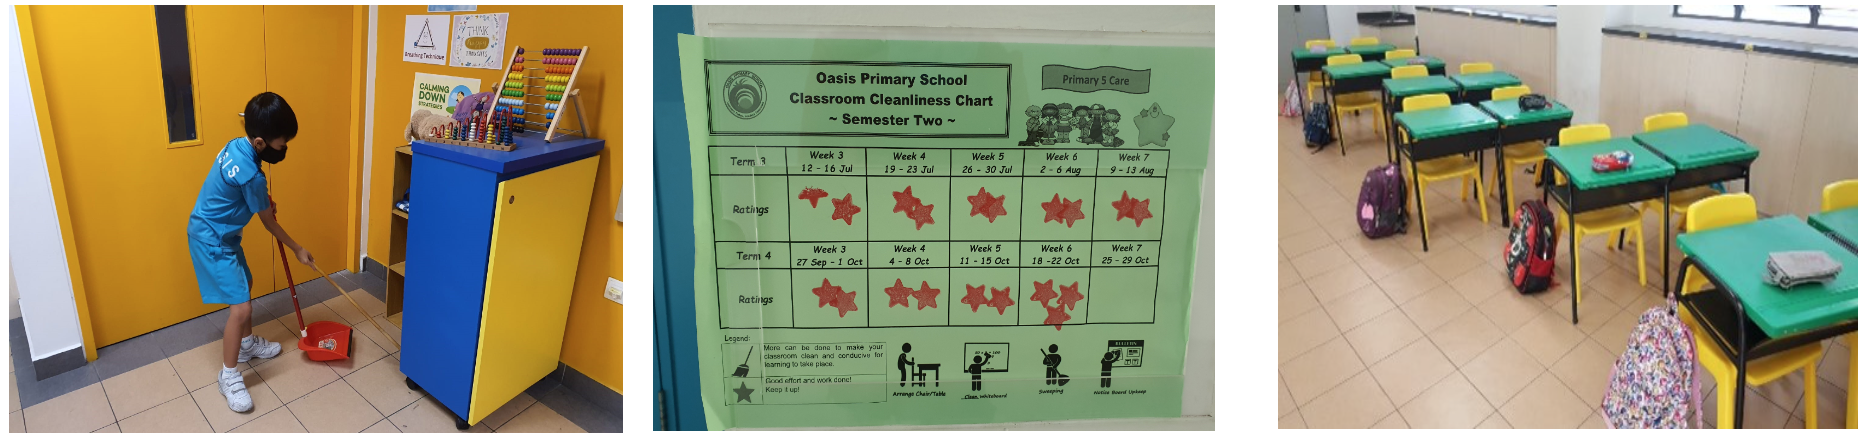 Breathing Technique
THINK
CALMING
DOWN
STRATEGIES
Oasis Primary School
Classroom Cleanliness Chart
~ Semester Two ~
Primary 5 Care
Term 3
Week 3
12 - 16 Jul
Week 4
19 - 23 Jul
Week 5
26 - 30 Jul
Week 6
2 - 6 Aug
Week 7
9 - 13 Aug
Ratings
Term 4
Week 3
27 Sep - 1 Oct
Week 4
4 - 8 Oct
Week 5
11 - 15 Oct
Week 6
18 -22 Oct
Week 7
25 - 29 Oct
Ratings
Legend:
More can be done to make your
classroom clean and conducive for
learning to take place.
Good effort and work done!
Keep it up!
Arrange Chair/Table
Clean whiteboard
Sweeping
Notice Board Upkeep